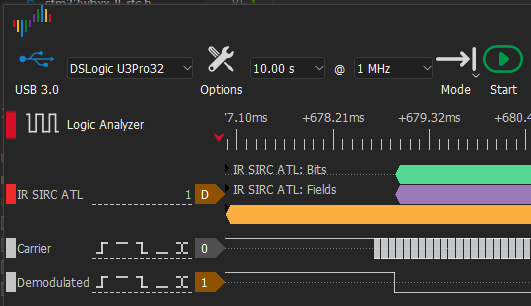 DSLogic U3Pro32
10.00 s
@
1 MHz
USB 3.0
Options
Mode
Start
Logic Analyzer
7.10ms
+678.21ms
+679.32ms
+680.4
IR SIRC ATL: Bits
IR SIRC ATL
1
D
IR SIRC ATL: Fields
Carrier
0
Demodulated
1